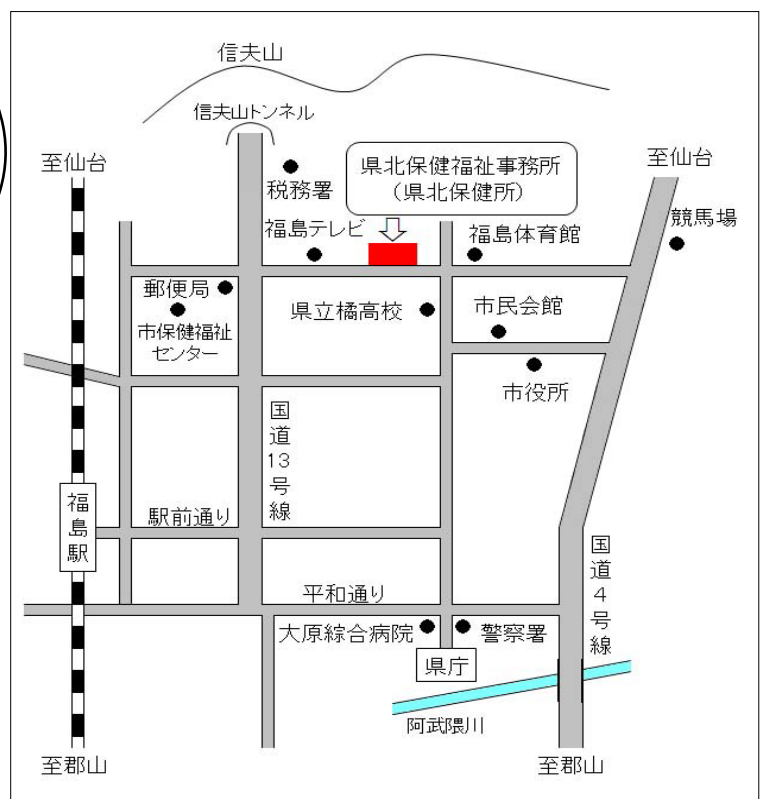 信夫山
信夫山トンネル
至仙台
税務署
県北保健福祉事務所
（県北保健所）
至仙台
競馬場
福島テレビ
福島体育館
郵便局
市保健福祉
センター
県立橘高校
市民会館
市役所
国道13号線
福島駅
駅前通り
国道４号線
平和通り
大原綜合病院
警察署
県庁
阿武隈川
至郡山
至郡山